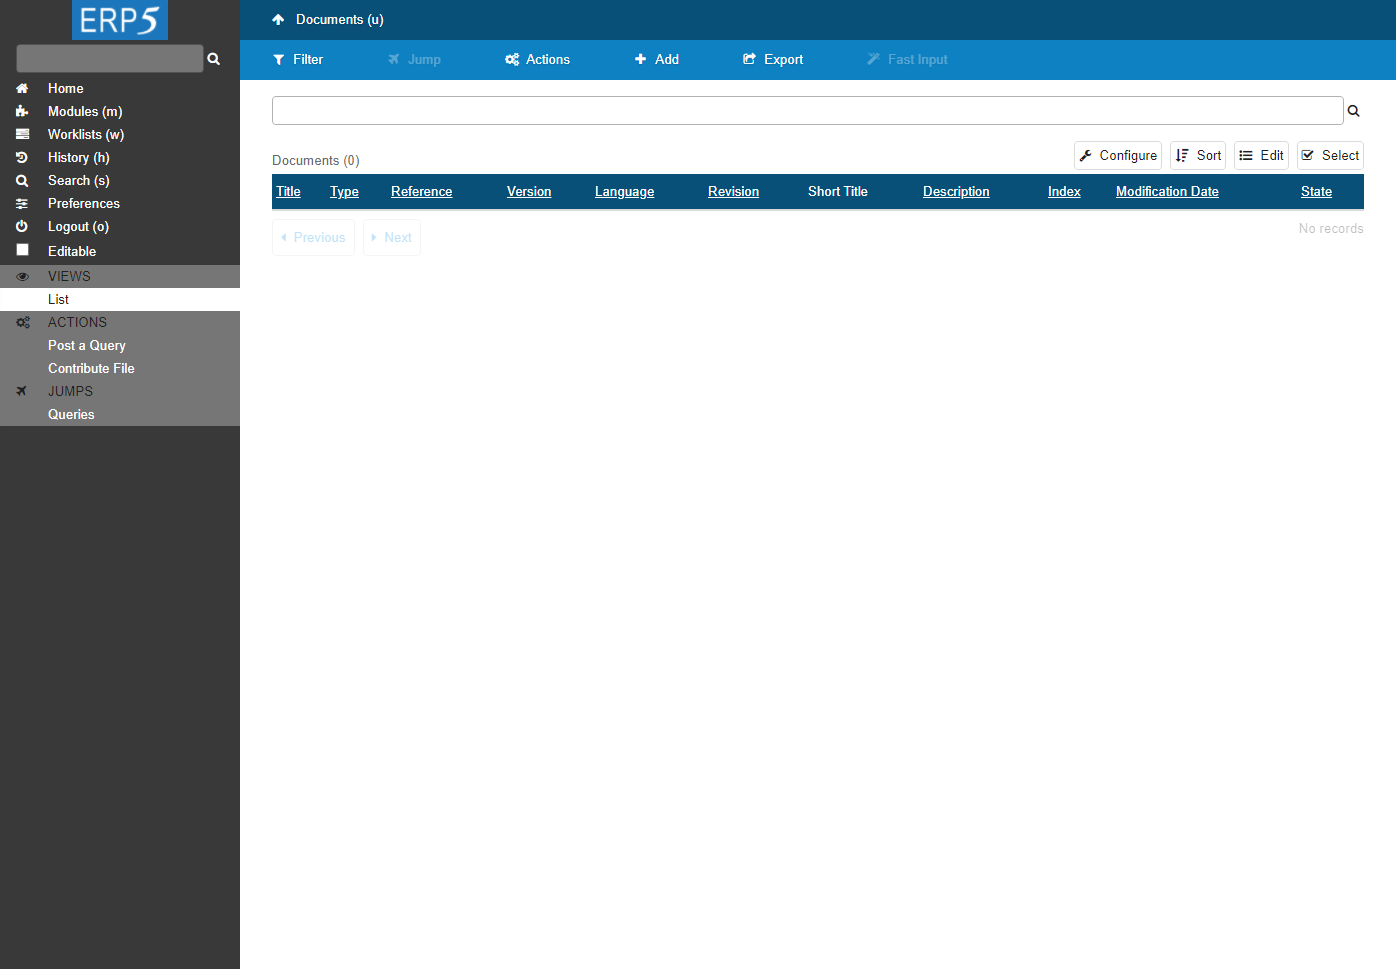 ERP5
Home
Modules (m)
Worklists (w)
History (h)
Search (s)
Preferences
Logout (o)
Editable
VIEWS
List
ACTIONS
Post a Query
Contribute File
JUMPS
Queries
Documents (u)
Filter Jump Actions Add Export Fast Input
Documents (0) Configure Sort Edit Select
Title Type Reference Version Language Revision Short Title Description Index Modification Date State
Previous Next No records